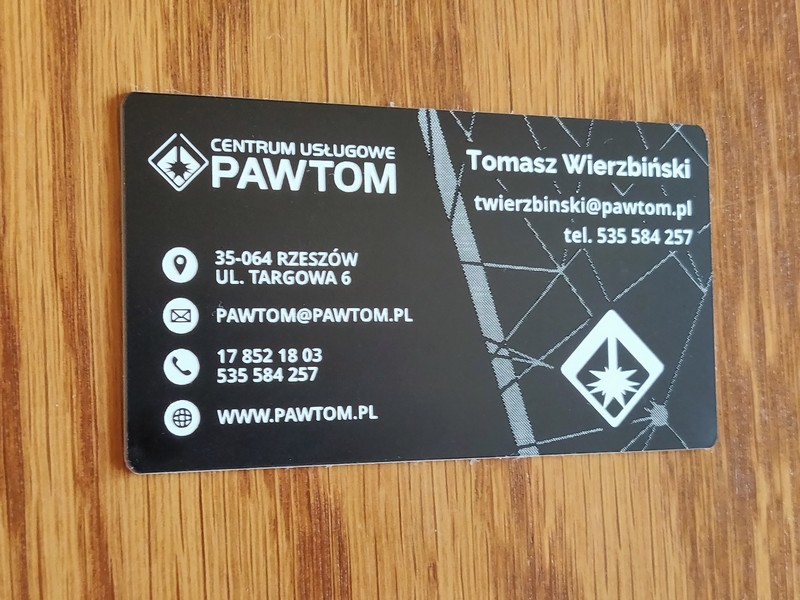 CENTRUM USŁUGOWE
PAWTOM
35-064 RZESZÓW
UL. TARGOWA 6
PAWTOM@PAWTOM.PL
17 852 18 03
535 584 257
WWW.PAWTOM.PL
Tomasz Wierzbiński
twierzbinski@pawtom.pl
tel. 535 584 257